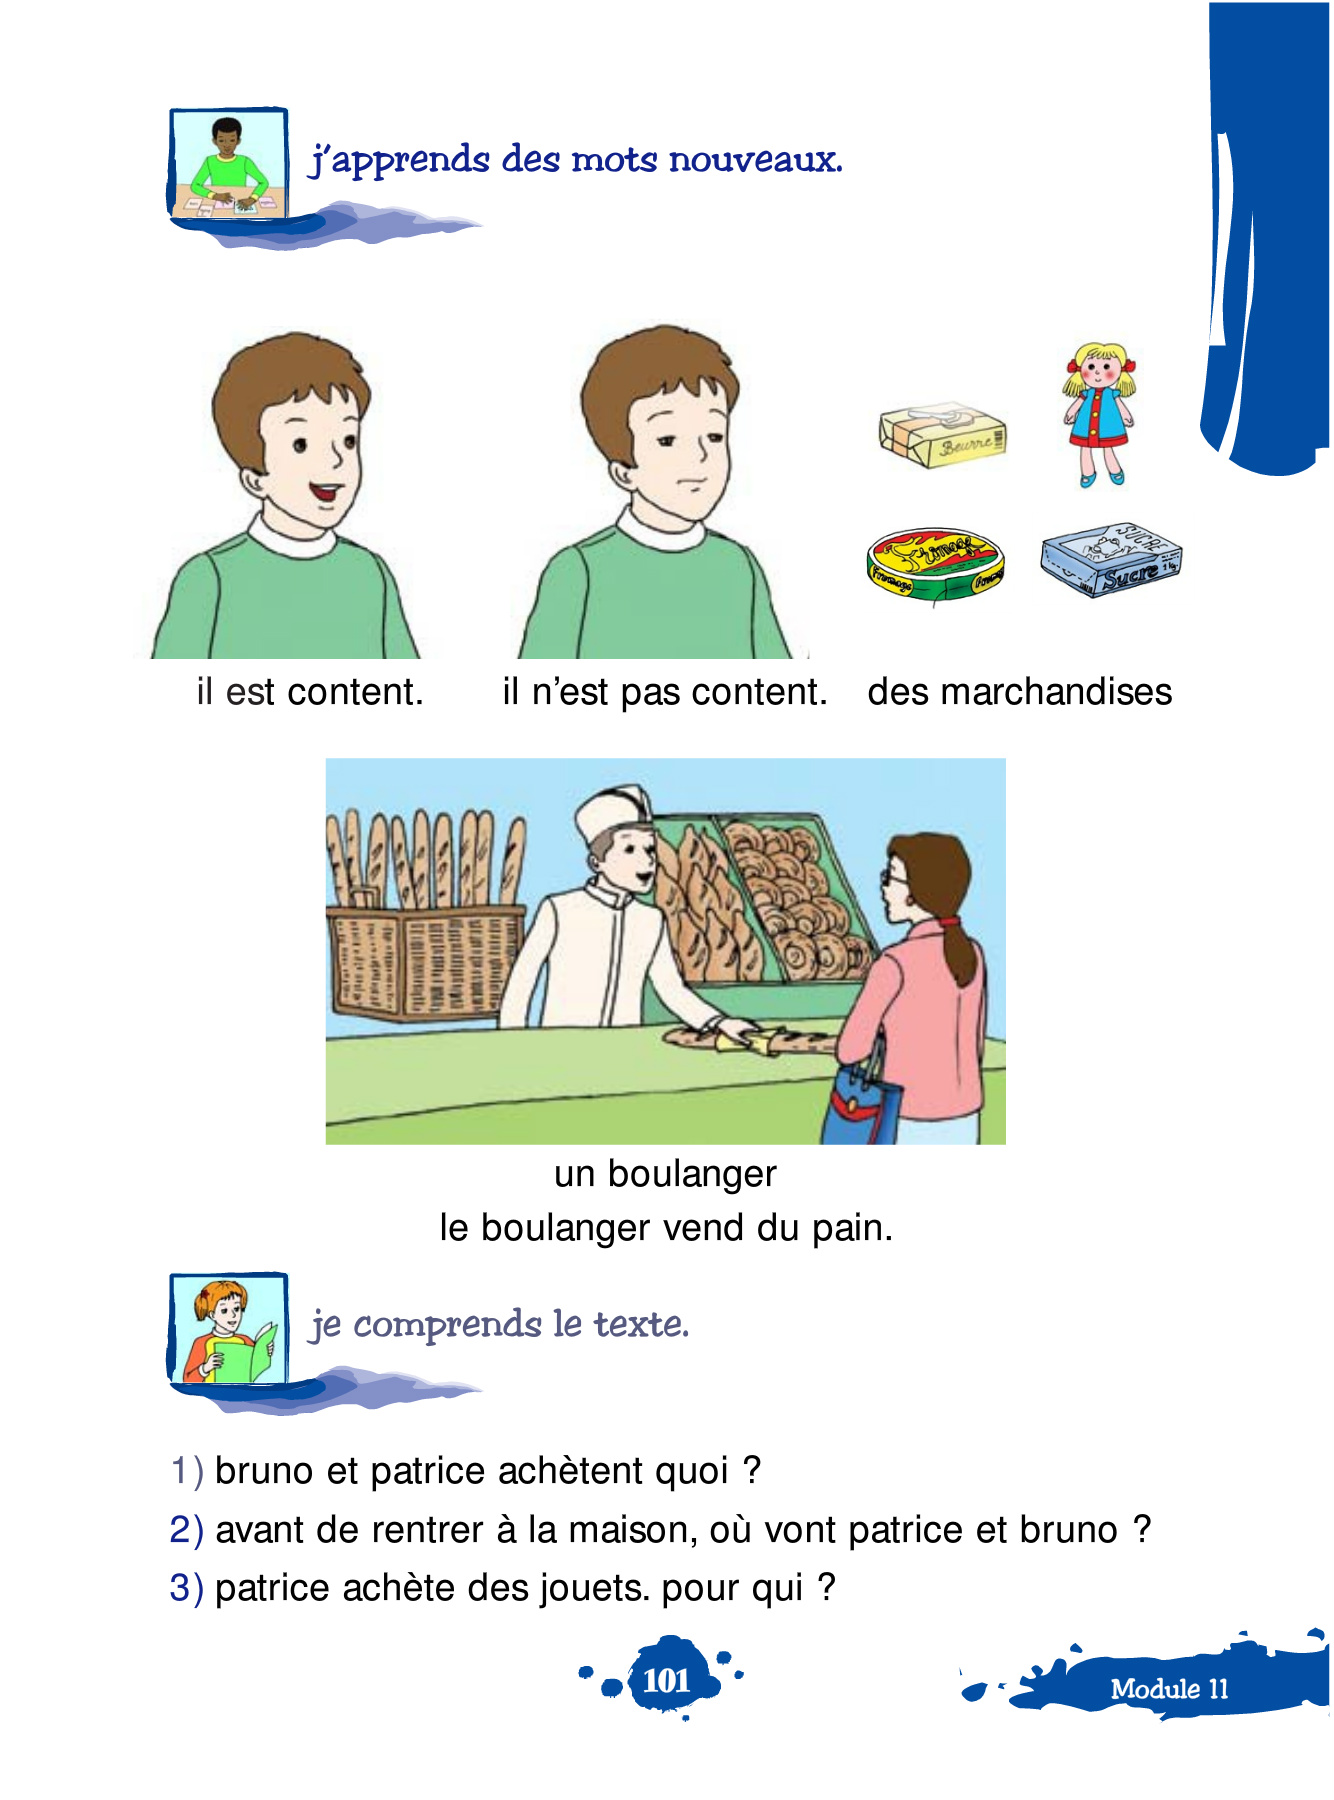 j'apprends des mots nouveaux.
Beurre
Fromage
Fromage
SUCRE
Sucre 1 kg.
il est content.
il n'est pas content.
des marchandises
un boulanger
le boulanger vend du pain.
je comprends le texte.
1) bruno et patrice achètent quoi ?
2) avant de rentrer à la maison, où vont patrice et bruno ?
3) patrice achète des jouets. pour qui ?
101
Module 11